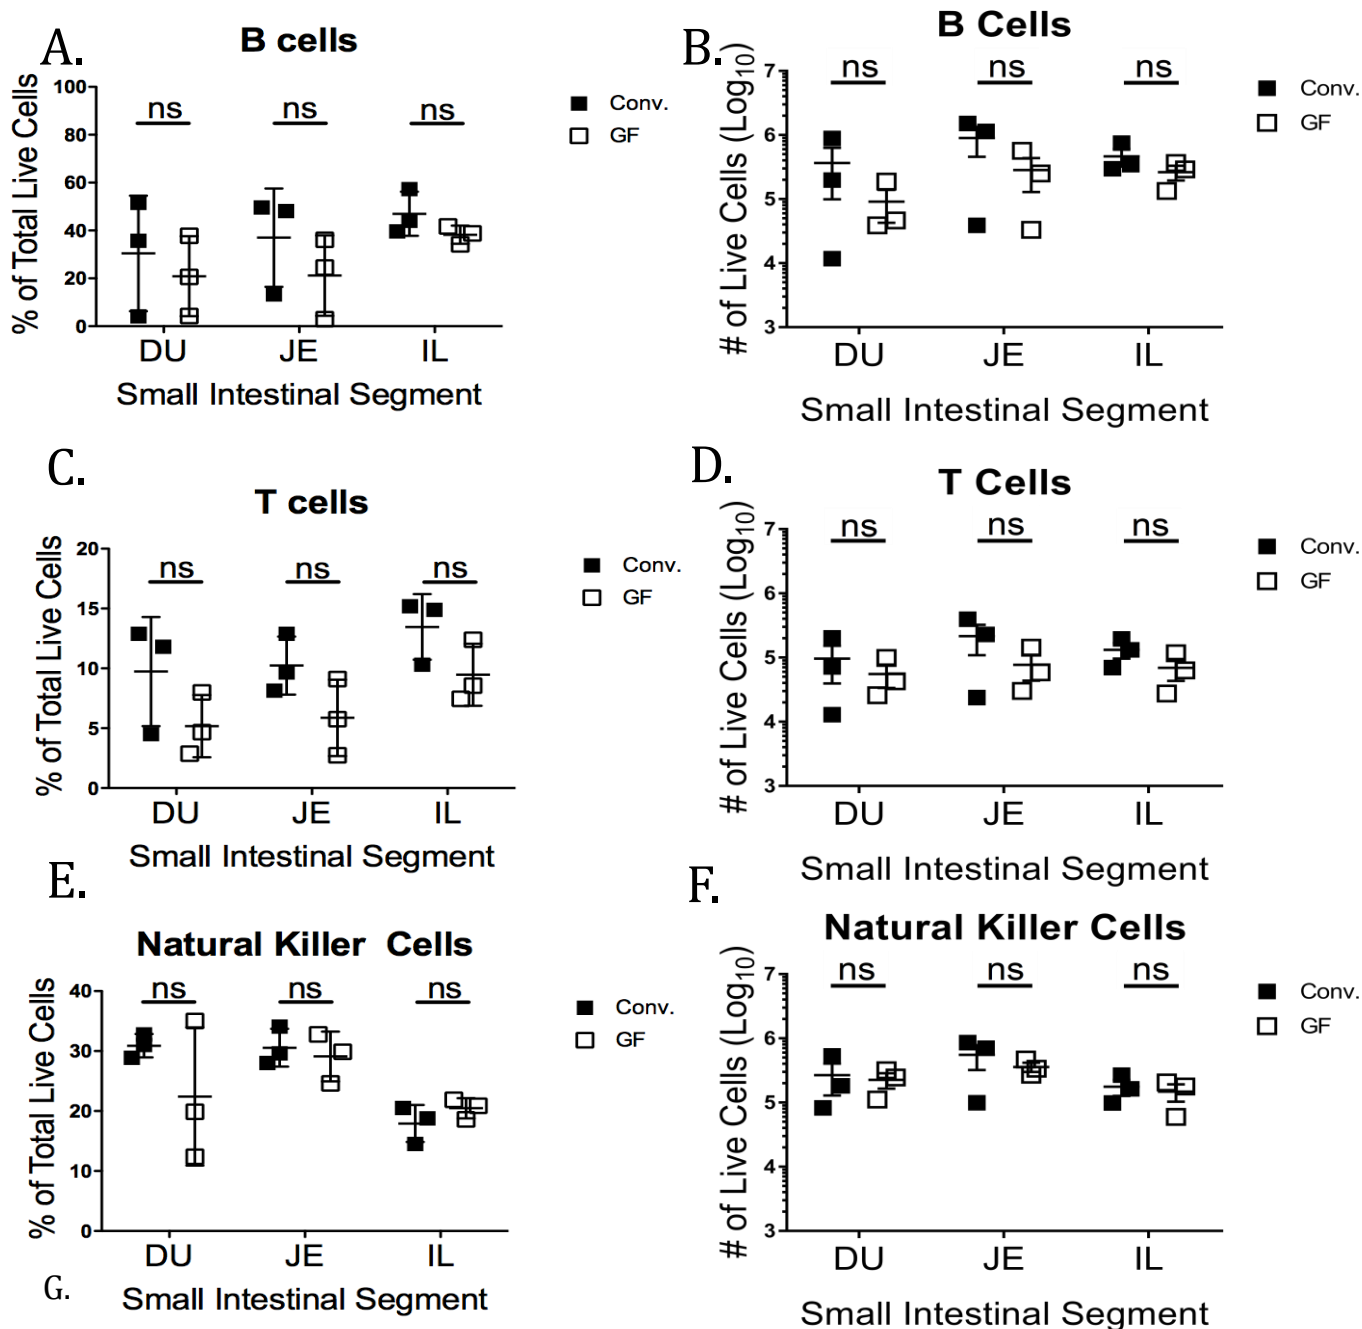 A.
B cells
% of Total Live Cells
100
80
60
40
20
0
ns
ns
ns
DU
JE
IL
Small Intestinal Segment
Conv.
GF
B.
B Cells
# of Live Cells (Log10)
7
6
5
4
3
ns
ns
ns
DU
JE
IL
Small Intestinal Segment
Conv.
GF
C.
T cells
% of Total Live Cells
20
15
10
5
0
ns
ns
ns
DU
JE
IL
Small Intestinal Segment
Conv.
GF
D.
T Cells
# of Live Cells (Log10)
7
6
5
4
3
ns
ns
ns
DU
JE
IL
Small Intestinal Segment
Conv.
GF
E.
Natural Killer Cells
% of Total Live Cells
40
30
20
10
0
ns
ns
ns
DU
JE
IL
Small Intestinal Segment
Conv.
GF
F.
Natural Killer Cells
# of Live Cells (Log10)
7
6
5
4
3
ns
ns
ns
DU
JE
IL
Small Intestinal Segment
Conv.
GF
G.